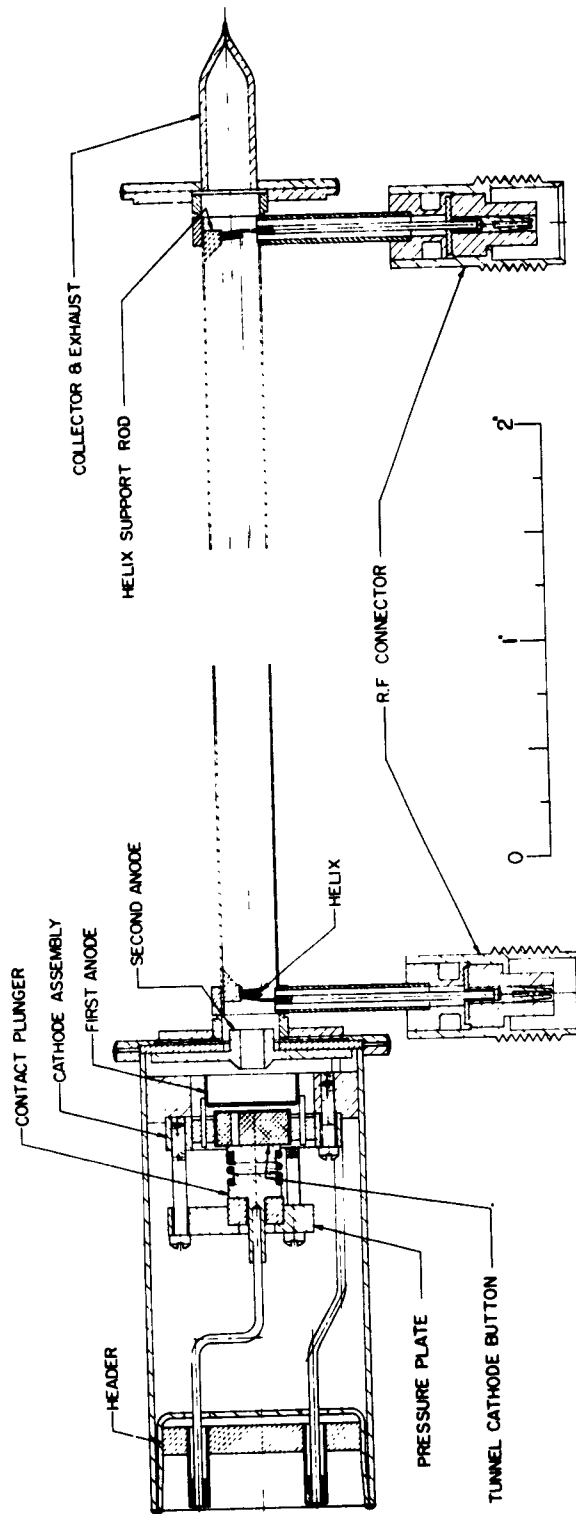 HEADER
CONTACT PLUNGER
CATHODE ASSEMBLY
FIRST ANODE
SECOND ANODE
HELIX
HELIX SUPPORT ROD
COLLECTOR & EXHAUST
PRESSURE PLATE
TUNNEL CATHODE BUTTON
R.F CONNECTOR
0 1" 2"